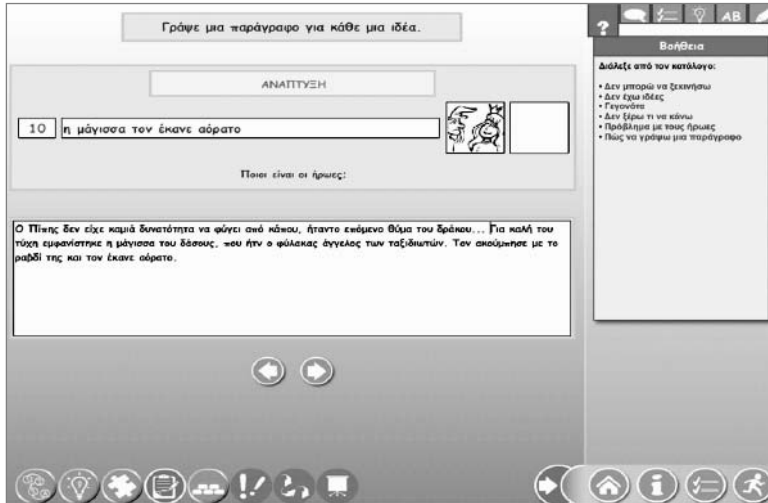 Γράψε μια παράγραφο για κάθε μια ιδέα.
ΑΝΑΠΤΥΞΗ
10 η μάγισσα τον έκανε αόρατο
Ποιοι είναι οι ήρωες:
Ο Πίπης δεν είχε καμιά δυνατότητα να φύγει από κάπου, ήταντο επόμενο θύμα του δράκου... Για καλή του
τύχη εμφανίστηκε η μάγισσα του δάσους, που ήτν ο φύλακας άγγελος των ταξιδιωτών. Τον ακούμπησε με το
ραβδί της και τον έκανε αόρατο.
? AB
Βοήθεια
Διάλεξε από τον κατάλογο:
• Δεν μπορώ να ξεκινήσω
• Δεν έχω ιδέες
• Γεγονότα
• Δεν ξέρω τι να κάνω
• Πρόβλημα με τους ήρωες
• Πώς να γράψω μια παράγραφο